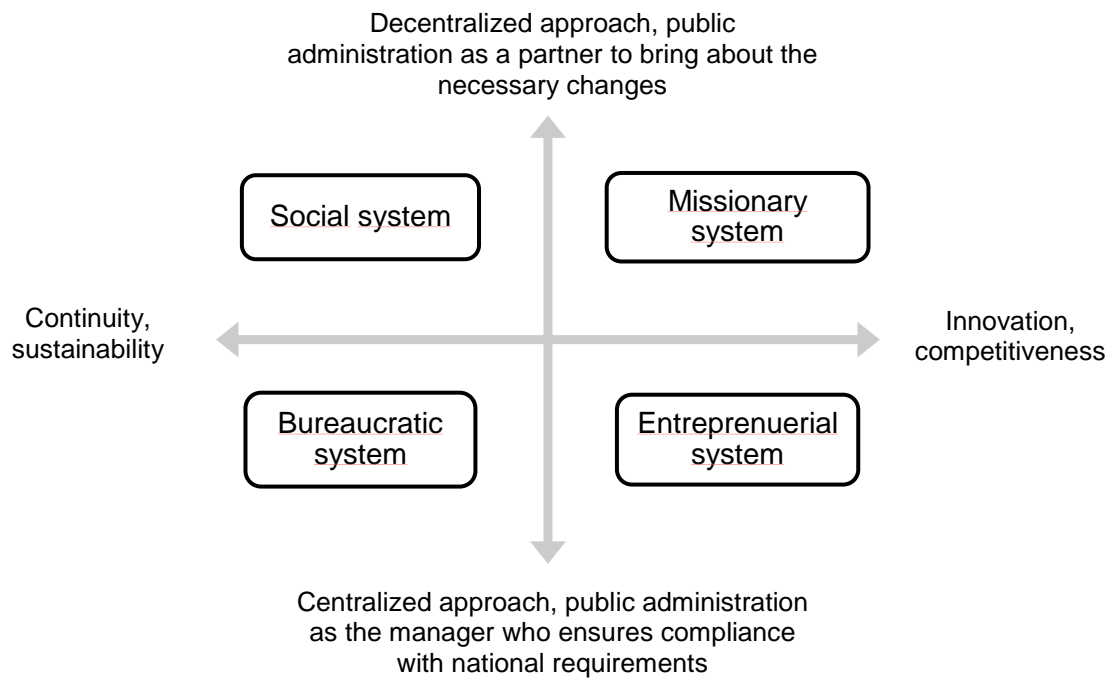 Decentralized approach, public
administration as a partner to bring about the
necessary changes
Social system
Missionary
system
Continuity,
sustainability
Innovation,
competitiveness
Bureaucratic
system
Entreprenuerial
system
Centralized approach, public administration
as the manager who ensures compliance
with national requirements